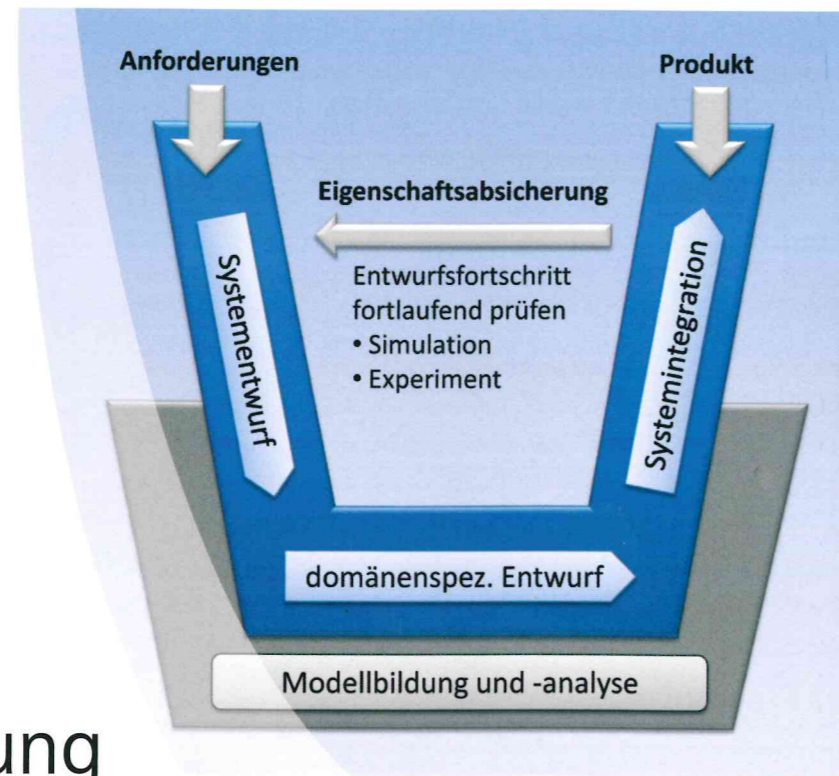 Anforderungen
Produkt
Eigenschaftsabsicherung
Entwurfsfortschritt
fortlaufend prüfen
• Simulation
• Experiment
Systementwurf
Systemintegration
domänenspez. Entwurf
Modellbildung und -analyse
ung